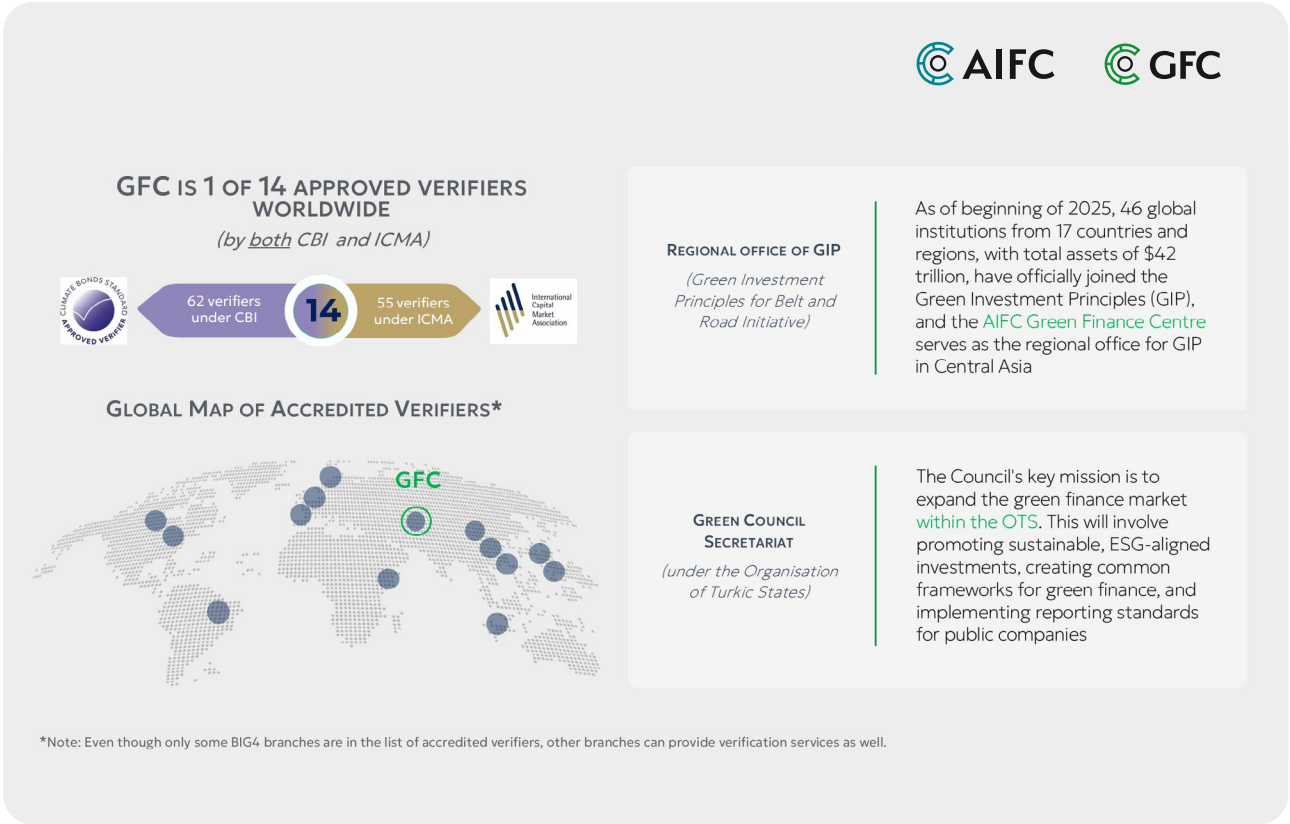 AIFC
GFC
GFC IS 1 OF 14 APPROVED VERIFIERS
WORLDWIDE
(by both CBI and ICMA)
CLIMATE BONDS STANDARD
APPROVED VERIFIER
62 verifiers
under CBI
14
55 verifiers
under ICMA
International
Capital
Market
Association
GLOBAL MAP OF ACCREDITED VERIFIERS*
GFC
REGIONAL OFFICE OF GIP
(Green Investment
Principles for Belt and
Road Initiative)
As of beginning of 2025, 46 global
institutions from 17 countries and
regions, with total assets of $42
trillion, have officially joined the
Green Investment Principles (GIP),
and the AIFC Green Finance Centre
serves as the regional office for GIP
in Central Asia
GREEN COUNCIL
SECRETARIAT
(under the Organisation
of Turkic States)
The Council's key mission is to
expand the green finance market
within the OTS. This will involve
promoting sustainable, ESG-aligned
investments, creating common
frameworks for green finance, and
implementing reporting standards
for public companies
*Note: Even though only some BIG4 branches are in the list of accredited verifiers, other branches can provide verification services as well.